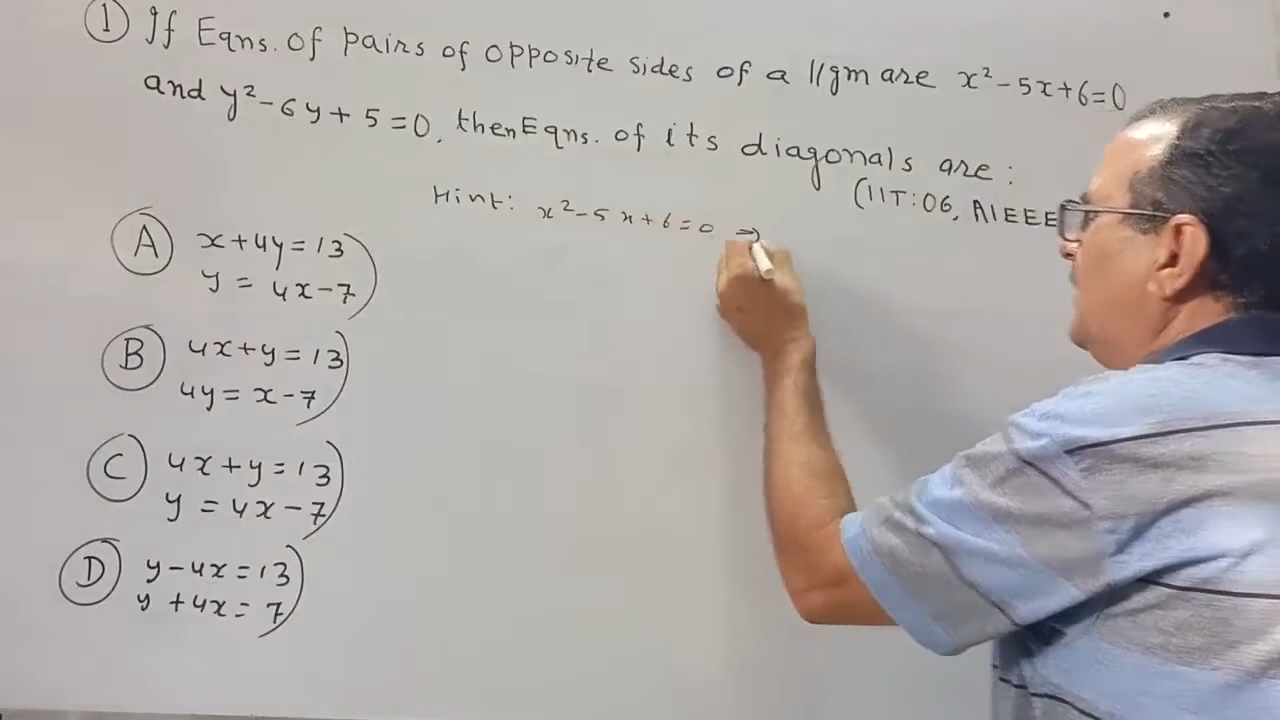 ① If Eqns. of pairs of opposite sides of a //gm are x² - 5x + 6 = 0
and y² - 6y + 5 = 0, then Eqns. of its diagonals are :
(IIT: 06, AIEEE
Hint: x² - 5x + 6 = 0 ⇒
Ⓐ x + 4y = 13
y = 4x - 7)
Ⓑ 4x + y = 13
4y = x - 7)
Ⓒ 4x + y = 13
y = 4x - 7)
Ⓓ y - 4x = 13
y + 4x = 7)